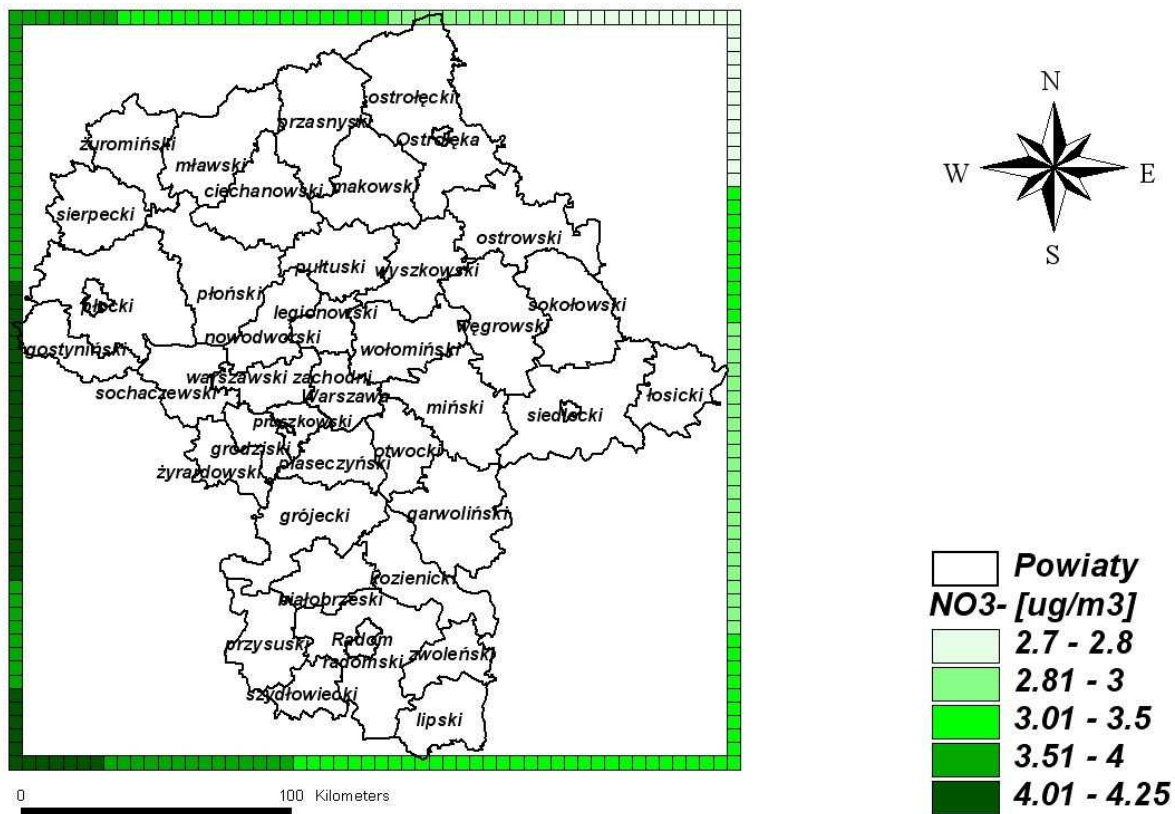 ostrołęcki
przasnyski
Ostrołęka
żuromiński
mławski
ciechanowski
makowski
sierpecki
ostrowski
pułtuski
wyszkowski
płoński
sokołowski
płocki
legionowski
węgrowski
nowodworski
wołomiński
gostyniński
warszawski zachodni
sochaczewski
Warszawa
łosicki
miński
siedlecki
pruszkowski
grodziski
otwocki
piaseczyński
żyrardowski
grójecki
garwoliński
kozienicki
białobrzeski
przysuski
Radom
zwoleński
radomski
szydłowiecki
lipski
N
W
E
S
Powiaty
NO3- [ug/m3]
2.7 - 2.8
2.81 - 3
3.01 - 3.5
3.51 - 4
4.01 - 4.25
0 100 Kilometers